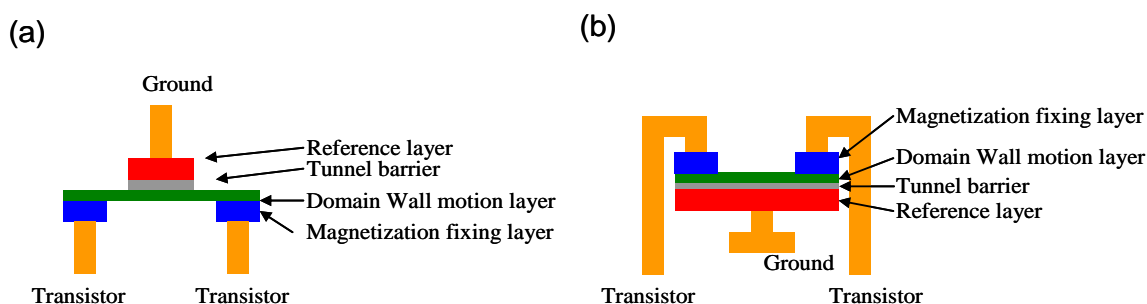 (a)
Ground
Reference layer
Tunnel barrier
Domain Wall motion layer
Magnetization fixing layer
Transistor
Transistor
(b)
Magnetization fixing layer
Domain Wall motion layer
Tunnel barrier
Reference layer
Ground
Transistor
Transistor